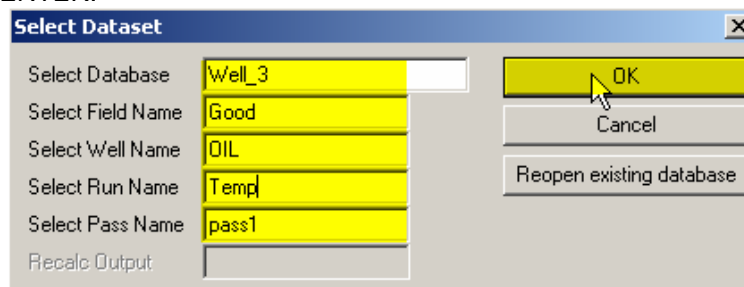 Select Dataset
Select Database Well_3 OK
Select Field Name Good Cancel
Select Well Name OIL
Select Run Name Temp Reopen existing database
Select Pass Name pass1
Recalc Output